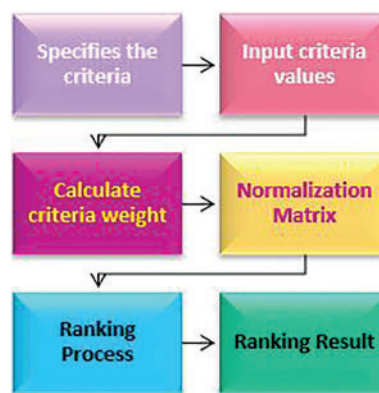 Specifies the
criteria
Input criteria
values
Calculate
criteria weight
Normalization
Matrix
Ranking
Process
Ranking Result